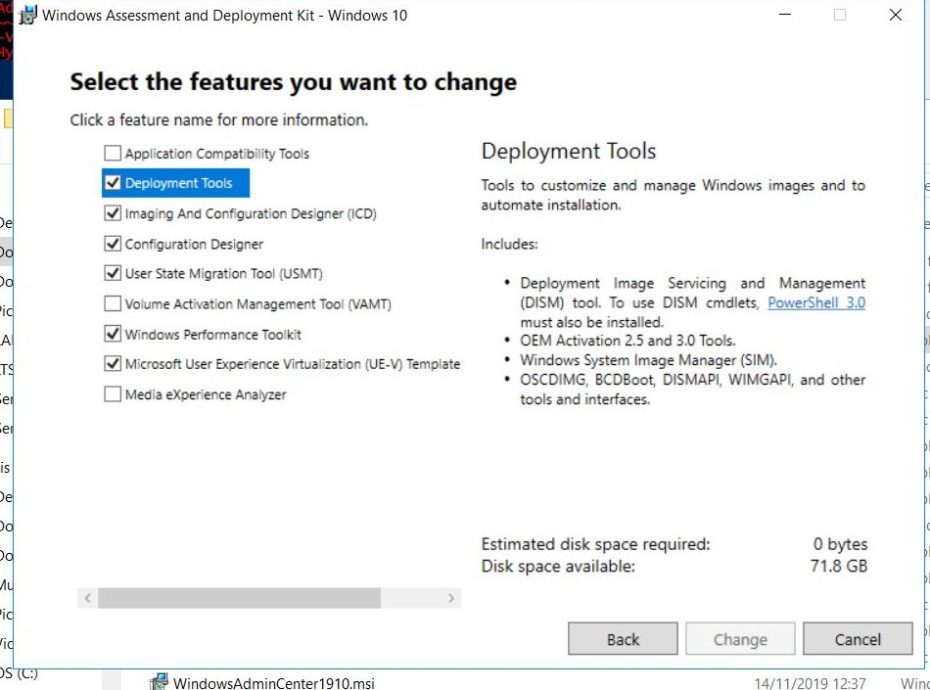 Windows Assessment and Deployment Kit - Windows 10
Select the features you want to change
Click a feature name for more information.
Application Compatibility Tools
Deployment Tools
Imaging And Configuration Designer (ICD)
Configuration Designer
User State Migration Tool (USMT)
Volume Activation Management Tool (VAMT)
Windows Performance Toolkit
Microsoft User Experience Virtualization (UE-V) Template
Media eXperience Analyzer
Deployment Tools
Tools to customize and manage Windows images and to
automate installation.
Includes:
• Deployment Image Servicing and Management
(DISM) tool. To use DISM cmdlets, PowerShell 3.0
must also be installed.
• OEM Activation 2.5 and 3.0 Tools.
• Windows System Image Manager (SIM).
• OSCDIMG, BCDBoot, DISMAPI, WIMGAPI, and other
tools and interfaces.
Estimated disk space required: 0 bytes
Disk space available: 71.8 GB
Back
Change
Cancel
OS (C:)
WindowsAdminCenter1910.msi
14/11/2019 12:37